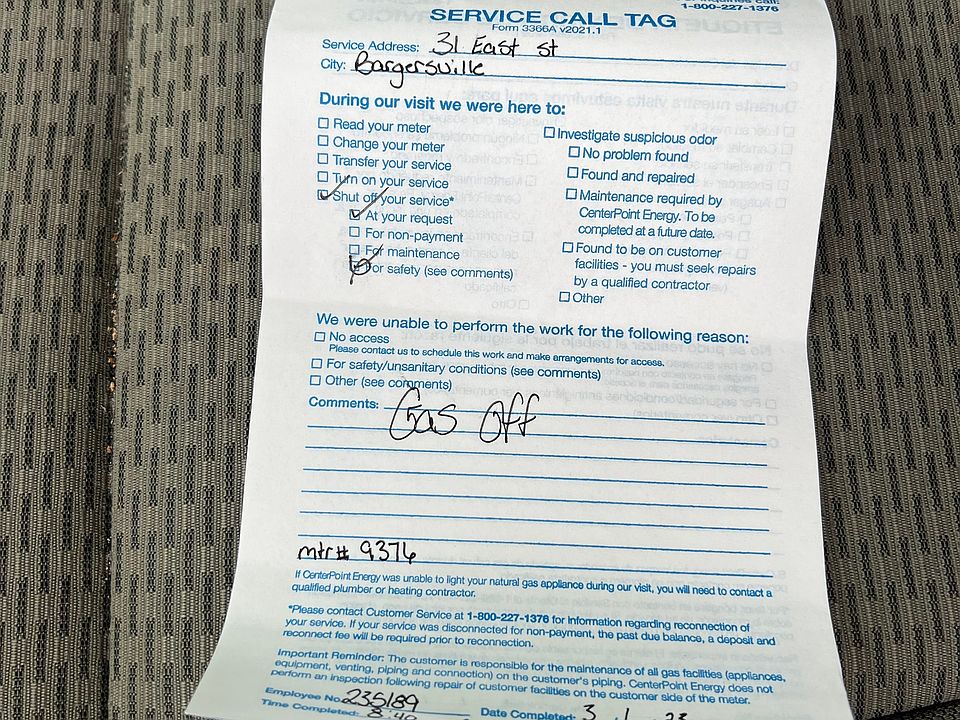 1-800-227-1376
SERVICE CALL TAG
Form 3366A v2021.1
Service Address: 31 East st
City: Bargersville
During our visit we were here to:
Read your meter
Change your meter
Transfer your service
Turn on your service
Shut off your service*
At your request
For non-payment
For maintenance
For safety (see comments)
Investigate suspicious odor
No problem found
Found and repaired
Maintenance required by
CenterPoint Energy. To be
completed at a future date.
Found to be on customer
facilities - you must seek repairs
by a qualified contractor
Other
We were unable to perform the work for the following reason:
No access
Please contact us to schedule this work and make arrangements for access.
For safety/unsanitary conditions (see comments)
Other (see comments)
Comments: Gas Off
mtr# 9376
If CenterPoint Energy was unable to light your natural gas appliance during our visit, you will need to contact a
qualified plumber or heating contractor.
*Please contact Customer Service at 1-800-227-1376 for information regarding reconnection of
your service. If your service was disconnected for non-payment, the past due balance, a deposit and
reconnect fee will be required prior to reconnection.
Important Reminder: The customer is responsible for the maintenance of all gas facilities (appliances,
equipment, venting, piping and connection) on the customer's piping. CenterPoint Energy does not
perform an inspection following repair of customer facilities on the customer side of the meter.
Employee No. 235189
Time Completed: 8:40 Date Completed: 3 1 23